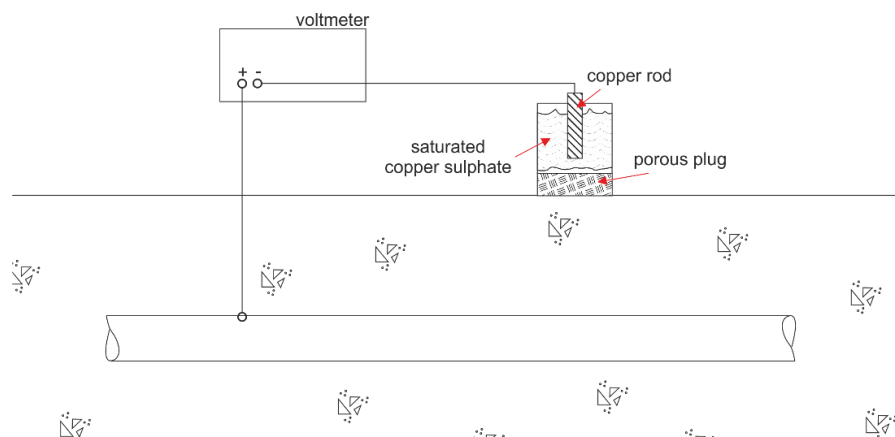 voltmeter
+ -
copper rod
saturated
copper sulphate
porous plug